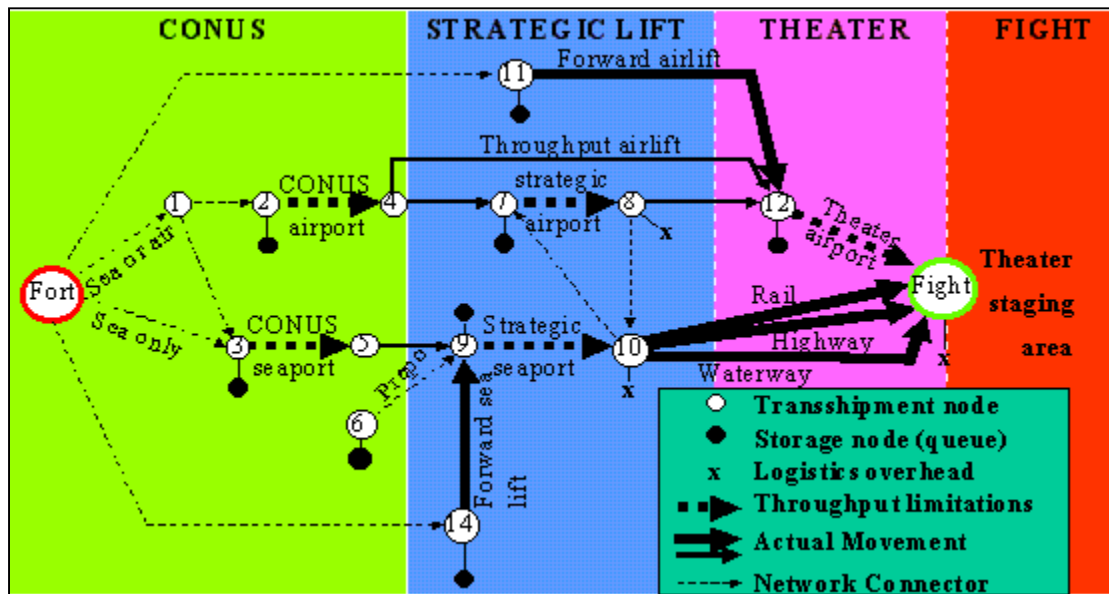 CONUS
STRATEGIC LIFT
THEATER
FIGHT
11
Forward airlift
Throughput airlift
1
2
CONUS
airport
4
7
strategic
airport
8
x
12
Theater
airport
Sea or air
Fort
Sea only
3
CONUS
seaport
5
9
Strategic
seaport
10
x
Rail
Highway
Waterway
Fight
x
Theater
staging
area
Prepo
6
Forward sea
lift
14
Transshipment node
Storage node (queue)
x Logistics overhead
Throughput limitations
Actual Movement
Network Connector